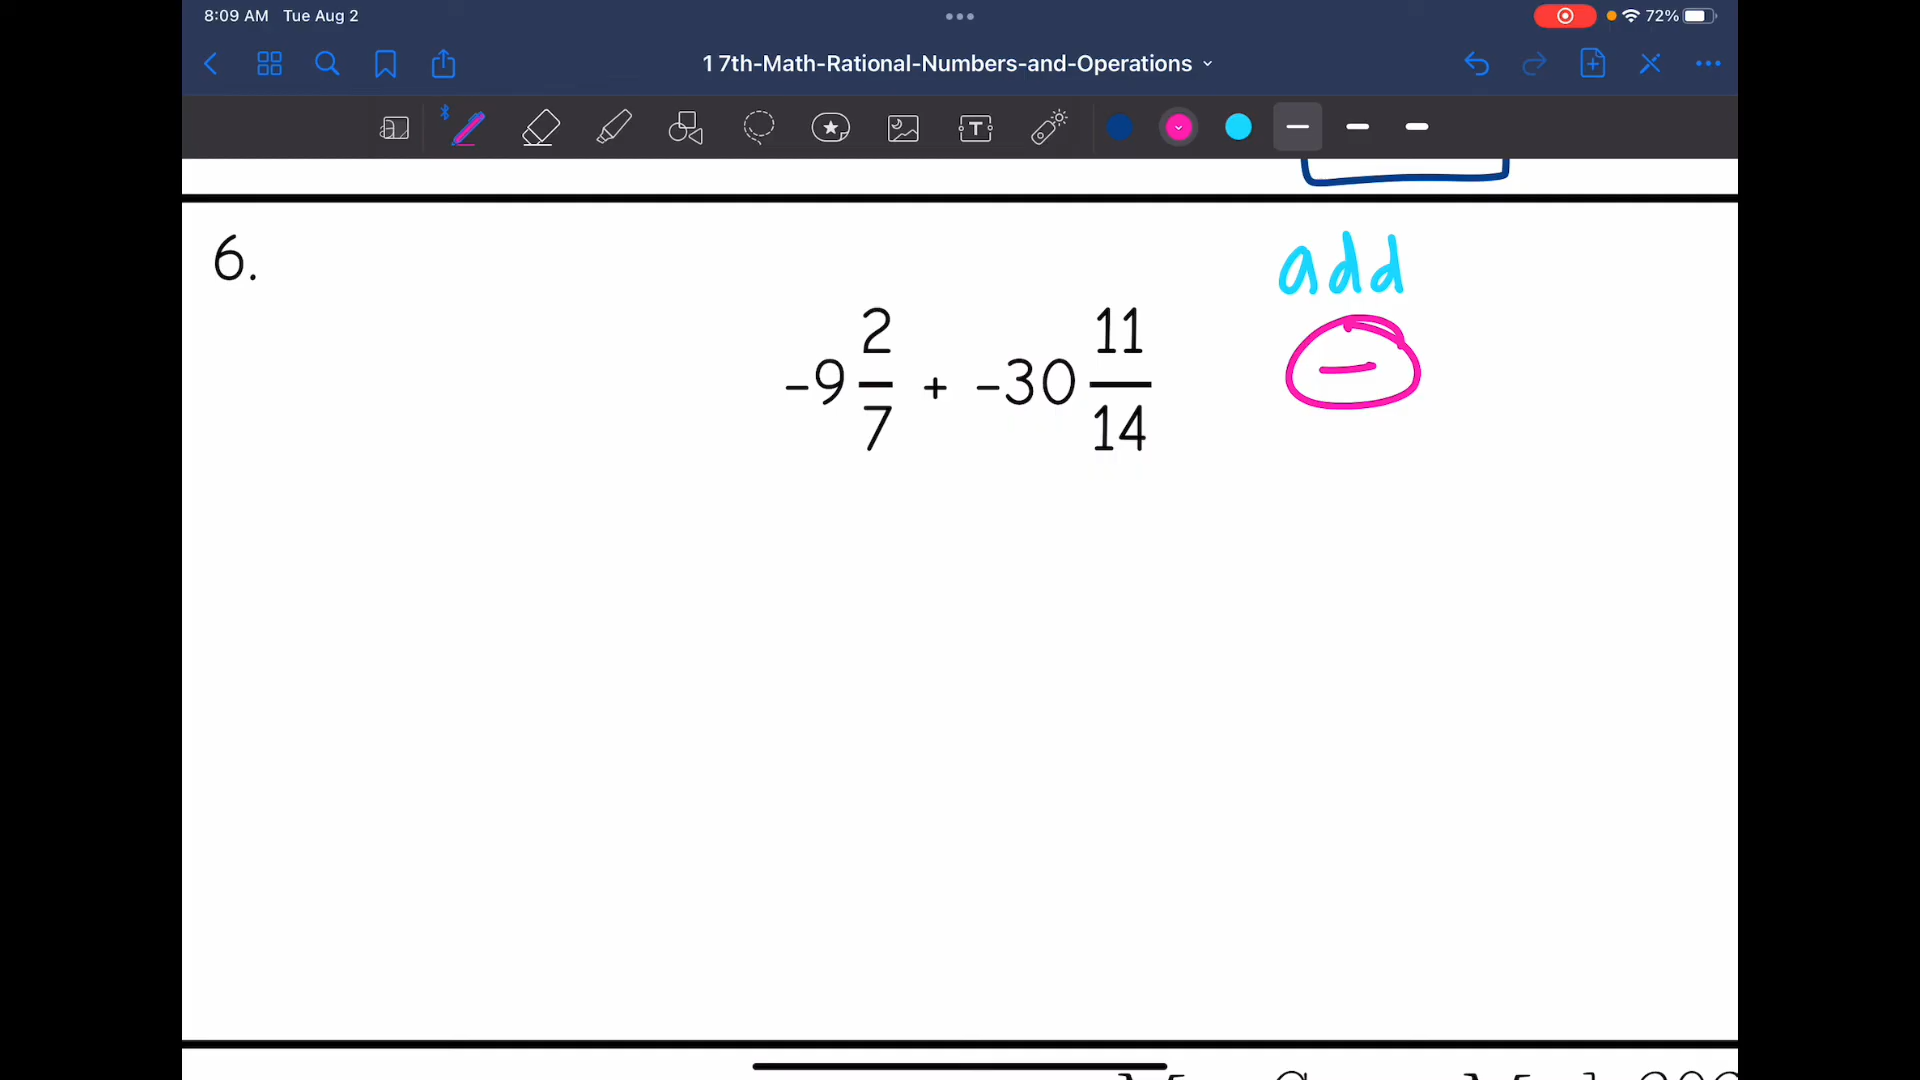 8:09 AM Tue Aug 2
72%
1 7th-Math-Rational-Numbers-and-Operations
T
6.
add
-9 2/7 + -30 11/14
−